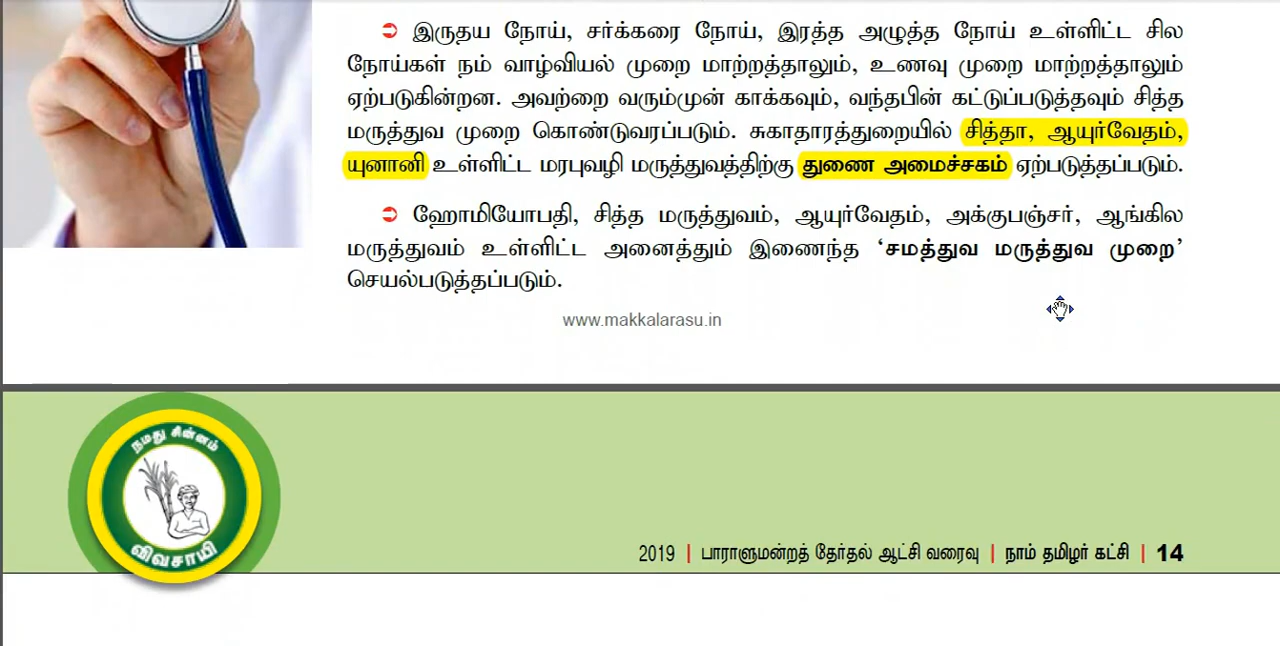 ➲ இருதய நோய், சர்க்கரை நோய், இரத்த அழுத்த நோய் உள்ளிட்ட சில
நோய்கள் நம் வாழ்வியல் முறை மாற்றத்தாலும், உணவு முறை மாற்றத்தாலும்
ஏற்படுகின்றன. அவற்றை வரும்முன் காக்கவும், வந்தபின் கட்டுப்படுத்தவும் சித்த
மருத்துவ முறை கொண்டுவரப்படும். சுகாதாரத்துறையில் சித்தா, ஆயுர்வேதம்,
யுனானி உள்ளிட்ட மரபுவழி மருத்துவத்திற்கு துணை அமைச்சகம் ஏற்படுத்தப்படும்.
➲ ஹோமியோபதி, சித்த மருத்துவம், ஆயுர்வேதம், அக்குபஞ்சர், ஆங்கில
மருத்துவம் உள்ளிட்ட அனைத்தும் இணைந்த ‘சமத்துவ மருத்துவ முறை’
செயல்படுத்தப்படும்.
www.makkalarasu.in
நமது சின்னம்
விவசாயி
2019 | பாராளுமன்றத் தேர்தல் ஆட்சி வரைவு | நாம் தமிழர் கட்சி | 14